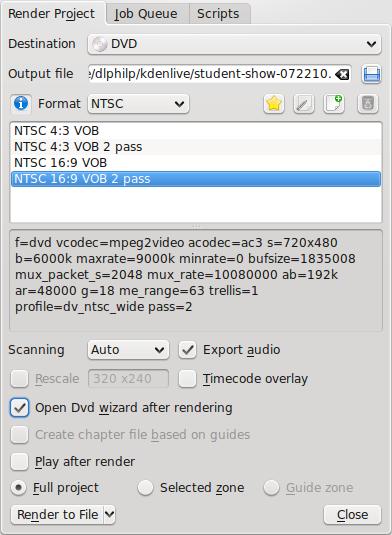 Render Project Job Queue Scripts
Destination DVD
Output file e/dlphilp/kdenlive/student-show-072210.
Format NTSC
NTSC 4:3 VOB
NTSC 4:3 VOB 2 pass
NTSC 16:9 VOB
NTSC 16:9 VOB 2 pass
f=dvd vcodec=mpeg2video acodec=ac3 s=720x480
b=6000k maxrate=9000k minrate=0 bufsize=1835008
mux_packet_s=2048 mux_rate=10080000 ab=192k
ar=48000 g=18 me_range=63 trellis=1
profile=dv_ntsc_wide pass=2
Scanning Auto Export audio
Rescale 320 x240 Timecode overlay
Open Dvd wizard after rendering
Create chapter file based on guides
Play after render
Full project Selected zone Guide zone
Render to File Close